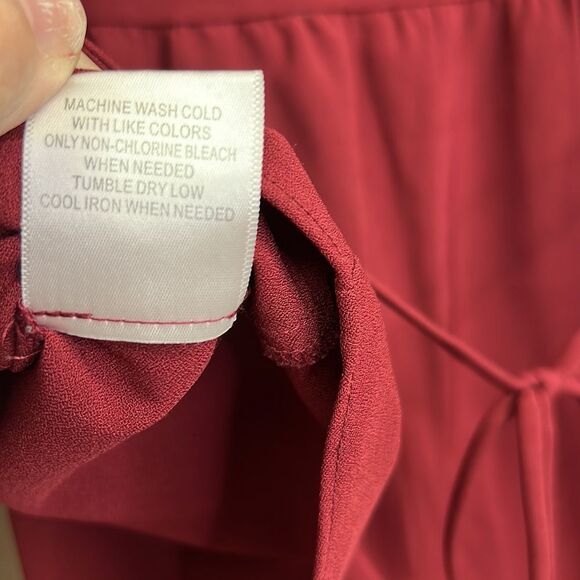 MACHINE WASH COLD
WITH LIKE COLORS
ONLY NON-CHLORINE BLEACH
WHEN NEEDED
TUMBLE DRY LOW
COOL IRON WHEN NEEDED